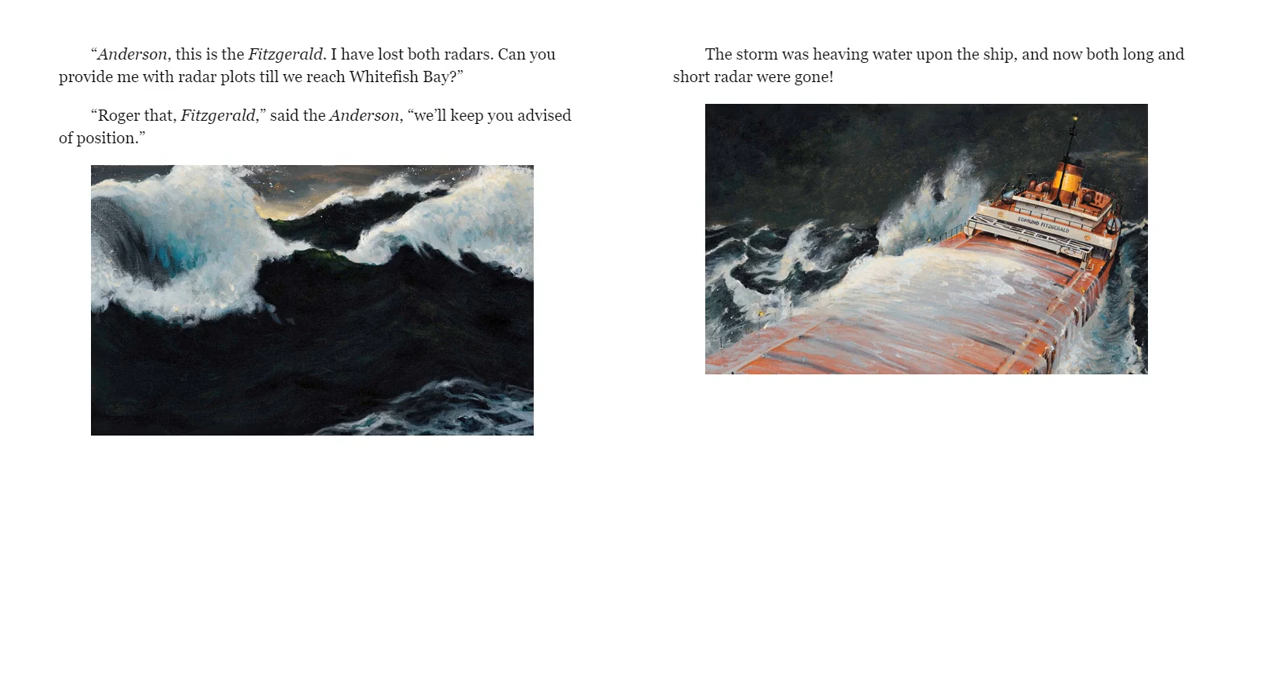 “Anderson, this is the Fitzgerald. I have lost both radars. Can you
provide me with radar plots till we reach Whitefish Bay?”
“Roger that, Fitzgerald,” said the Anderson, “we’ll keep you advised
of position.”
The storm was heaving water upon the ship, and now both long and
short radar were gone!
EDMUND FITZGERALD